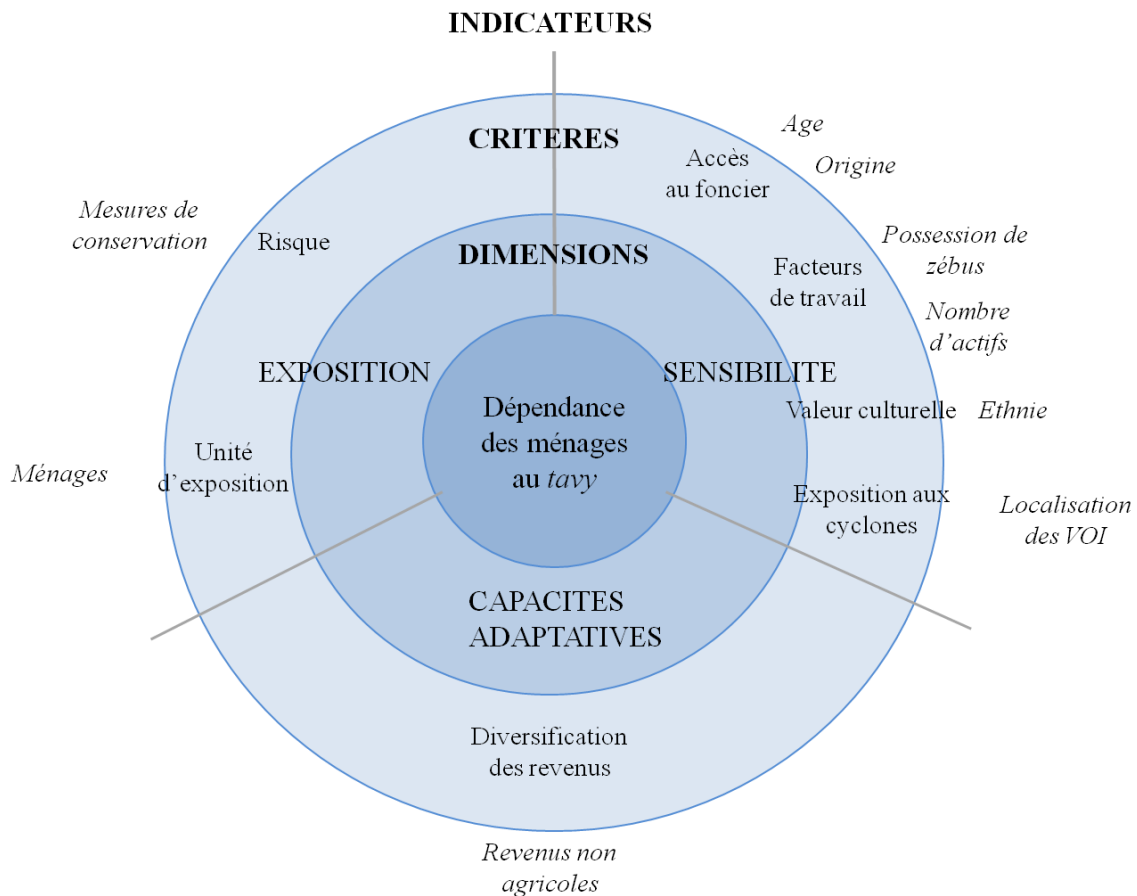 INDICATEURS
CRITERES
DIMENSIONS
Age
Origine
Accès
au foncier
Mesures de
conservation
Risque
Possession de
zébus
Facteurs
de travail
Nombre
d’actifs
EXPOSITION
SENSIBILITE
Dépendance
des ménages
au tavy
Valeur culturelle
Ethnie
Ménages
Unité
d’exposition
Exposition aux
cyclones
Localisation
des VOI
CAPACITES
ADAPTATIVES
Diversification
des revenus
Revenus non
agricoles